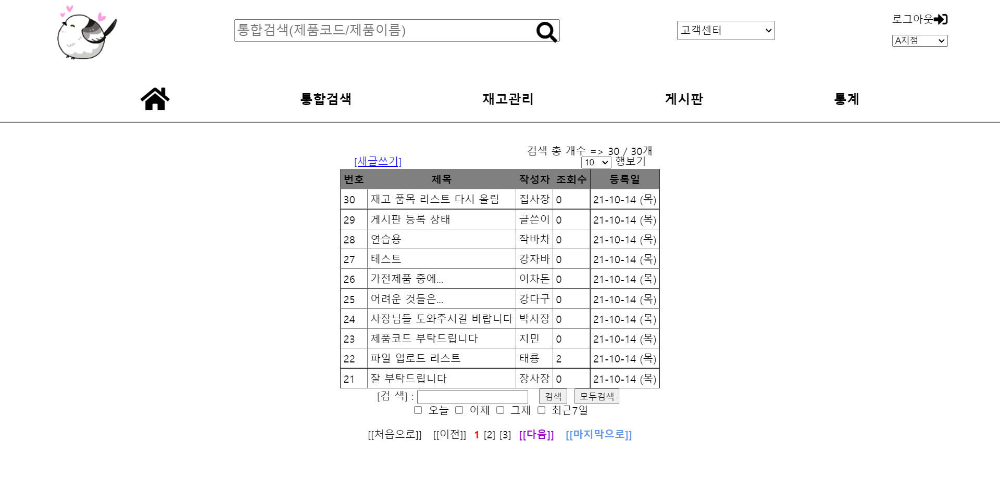 통합검색(제품코드/제품이름)
고객센터
로그아웃
A지점
통합검색 재고관리 게시판 통계
검색 총 개수 => 30 / 30개
[새글쓰기] 10 행보기
번호 제목 작성자 조회수 등록일
30 재고 품목 리스트 다시 올림 집사장 0 21-10-14 (목)
29 게시판 등록 상태 글쓴이 0 21-10-14 (목)
28 연습용 작바차 0 21-10-14 (목)
27 테스트 강자바 0 21-10-14 (목)
26 가전제품 중에... 이차돈 0 21-10-14 (목)
25 어려운 것들은... 강다구 0 21-10-14 (목)
24 사장님들 도와주시길 바랍니다 박사장 0 21-10-14 (목)
23 제품코드 부탁드립니다 지민 0 21-10-14 (목)
22 파일 업로드 리스트 태룡 2 21-10-14 (목)
21 잘 부탁드립니다 장사장 0 21-10-14 (목)
[검 색] : 검색 모두검색
오늘 어제 그제 최근7일
[[처음으로]] [[이전]] 1 [2] [3] [[다음]] [[마지막으로]]